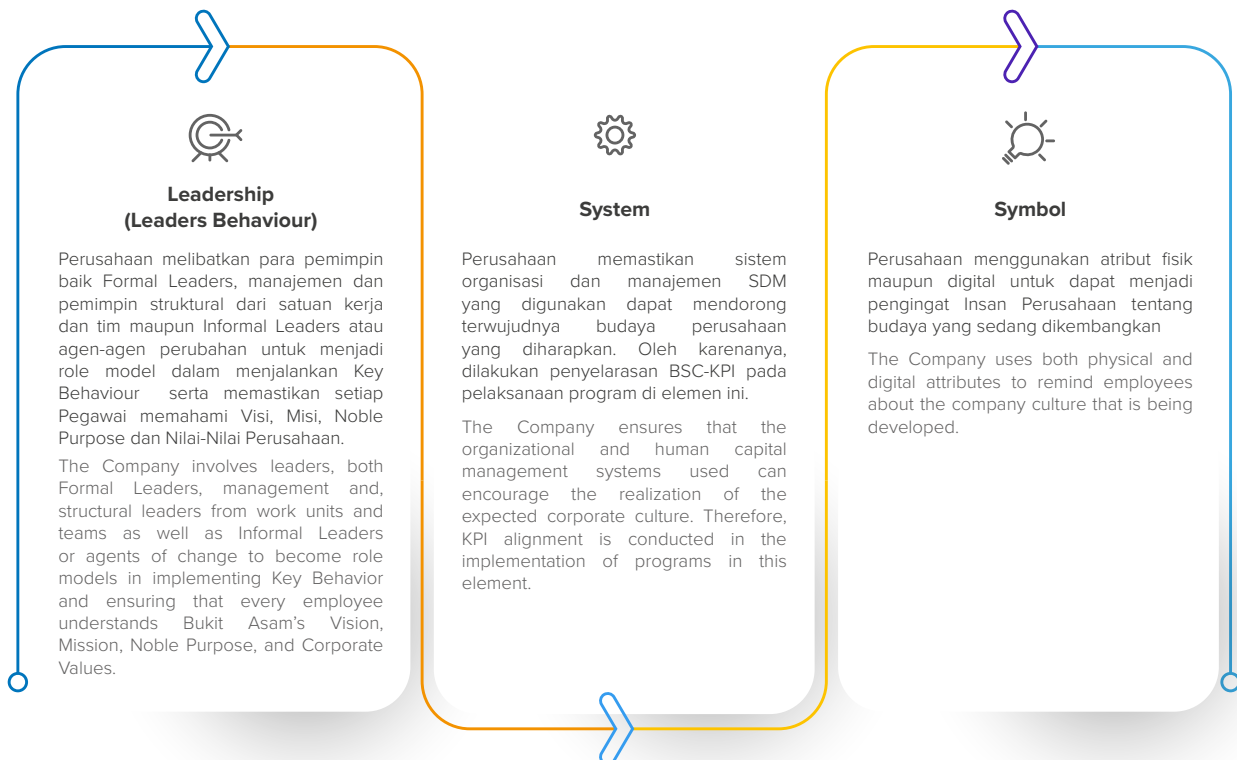 Leadership
(Leaders Behaviour)
Perusahaan melibatkan para pemimpin
baik Formal Leaders, manajemen dan
pemimpin struktural dari satuan kerja
dan tim maupun Informal Leaders atau
agen-agen perubahan untuk menjadi
role model dalam menjalankan Key
Behaviour serta memastikan setiap
Pegawai memahami Visi, Misi, Noble
Purpose dan Nilai-Nilai Perusahaan.
The Company involves leaders, both
Formal Leaders, management and,
structural leaders from work units and
teams as well as Informal Leaders
or agents of change to become role
models in implementing Key Behavior
and ensuring that every employee
understands Bukit Asam’s Vision,
Mission, Noble Purpose, and Corporate
Values.
System
Perusahaan memastikan sistem
organisasi dan manajemen SDM
yang digunakan dapat mendorong
terwujudnya budaya perusahaan
yang diharapkan. Oleh karenanya,
dilakukan penyelarasan BSC-KPI pada
pelaksanaan program di elemen ini.
The Company ensures that the
organizational and human capital
management systems used can
encourage the realization of the
expected corporate culture. Therefore,
KPI alignment is conducted in the
implementation of programs in this
element.
Symbol
Perusahaan menggunakan atribut fisik
maupun digital untuk dapat menjadi
pengingat Insan Perusahaan tentang
budaya yang sedang dikembangkan
The Company uses both physical and
digital attributes to remind employees
about the company culture that is being
developed.